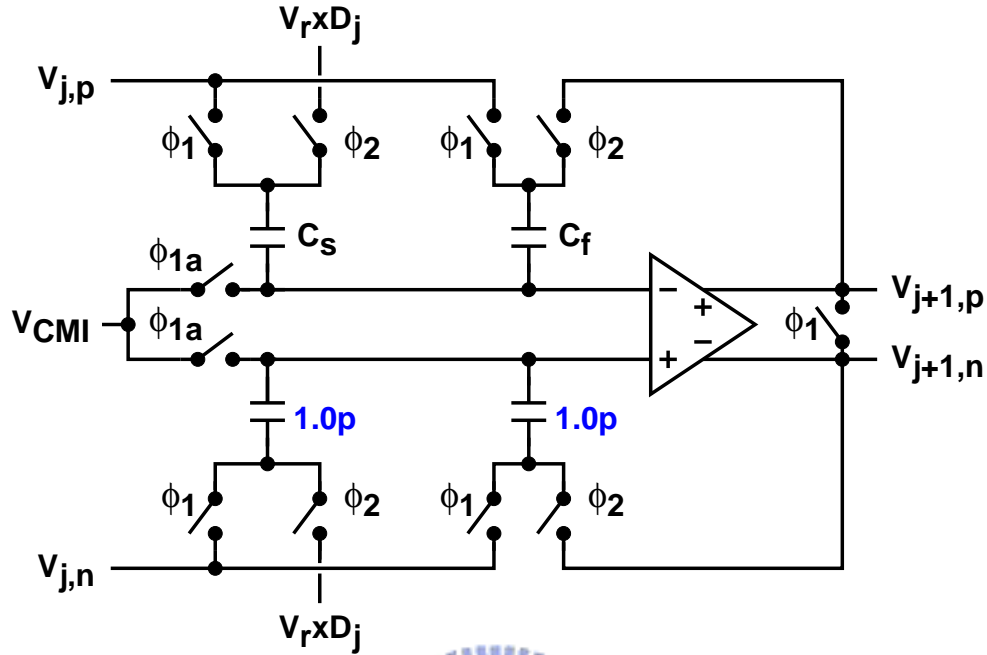 VrxDj
Vj,p
ϕ1 ϕ2 ϕ1 ϕ2
Cs Cf
ϕ1a
− +
Vj+1,p
VCMI
ϕ1a
ϕ1
+ −
Vj+1,n
1.0p 1.0p
ϕ1 ϕ2 ϕ1 ϕ2
Vj,n
VrxDj